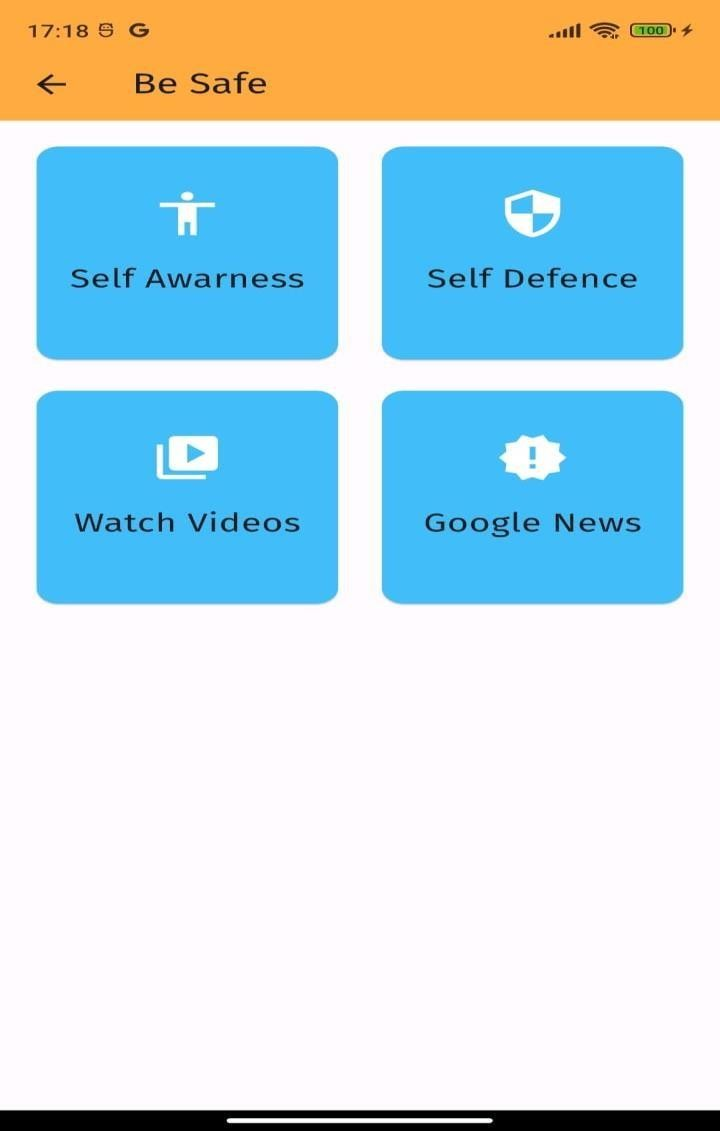 17:18 G 100
Be Safe
Self Awarness Self Defence
Watch Videos Google News